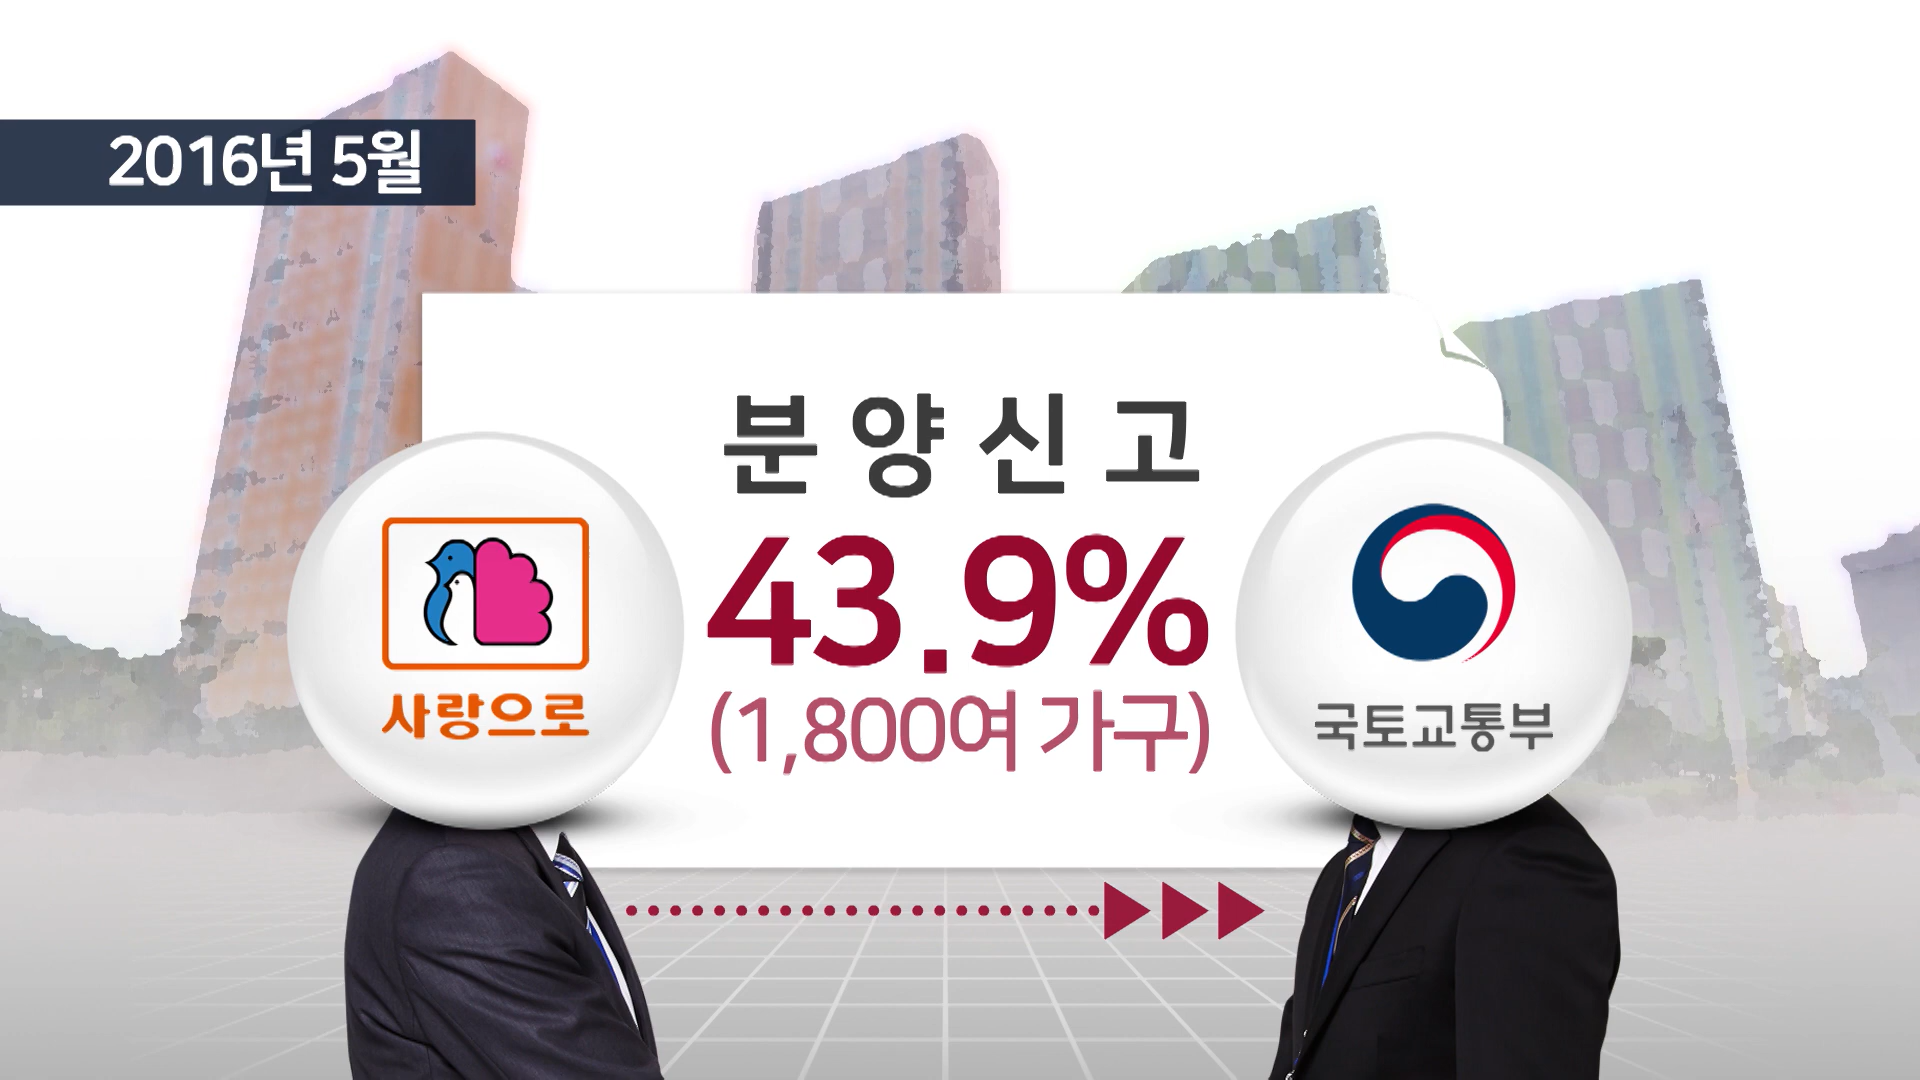 2016년 5월
분양신고
43.9%
(1,800여 가구)
사랑으로
국토교통부